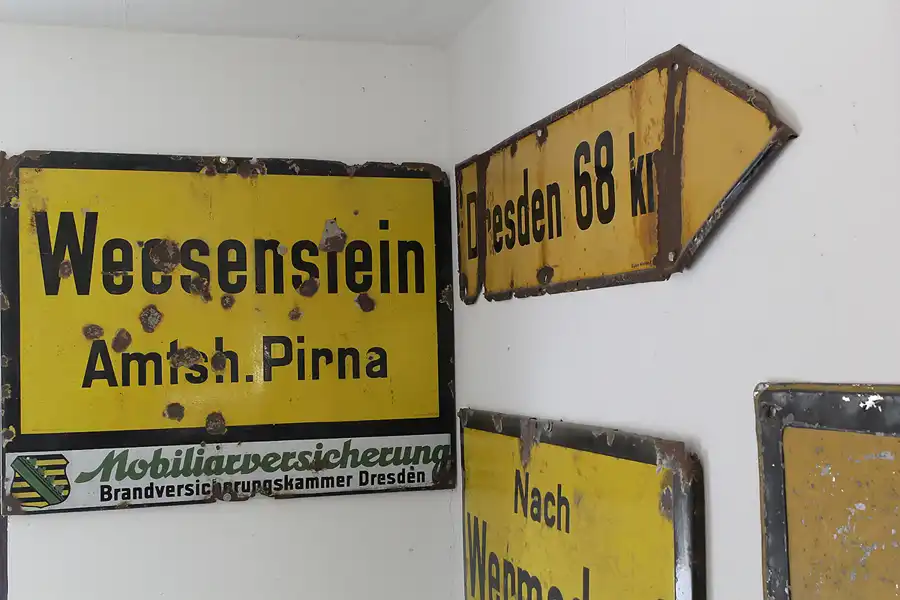 Weesenstein
Amtsh. Pirna
Mobiliarversicherung
Brandversicherungskammer Dresden
Dresden 68 km
Nach